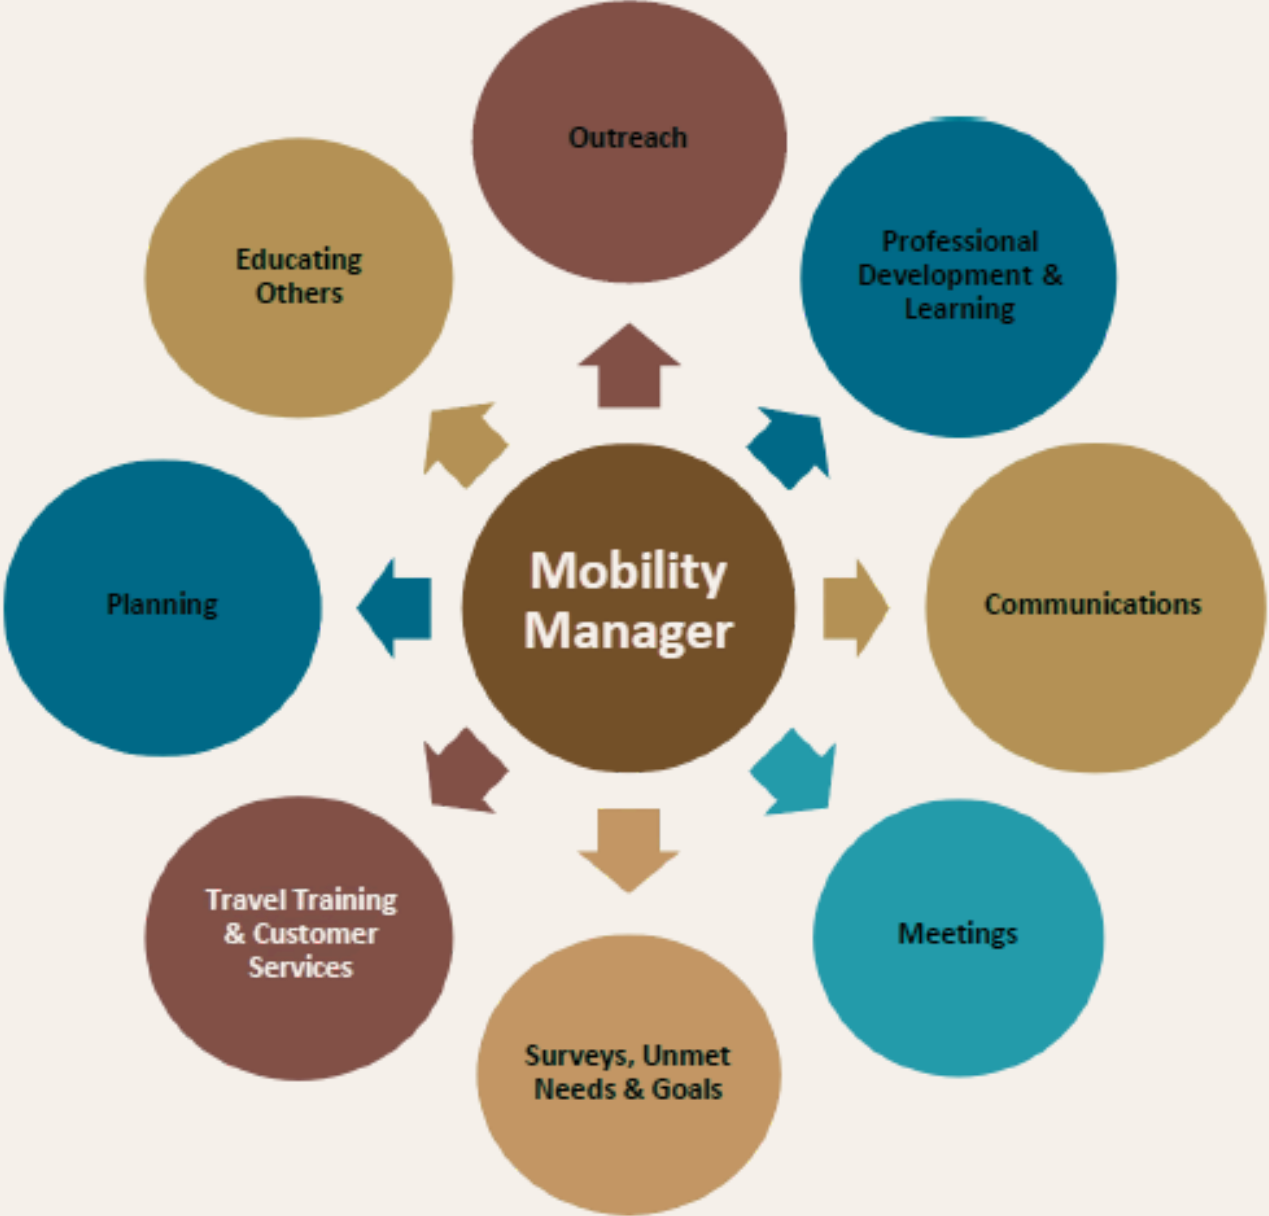 Outreach
Professional
Development &
Learning
Educating
Others
Mobility
Manager
Planning
Communications
Travel Training
& Customer
Services
Meetings
Surveys, Unmet
Needs & Goals